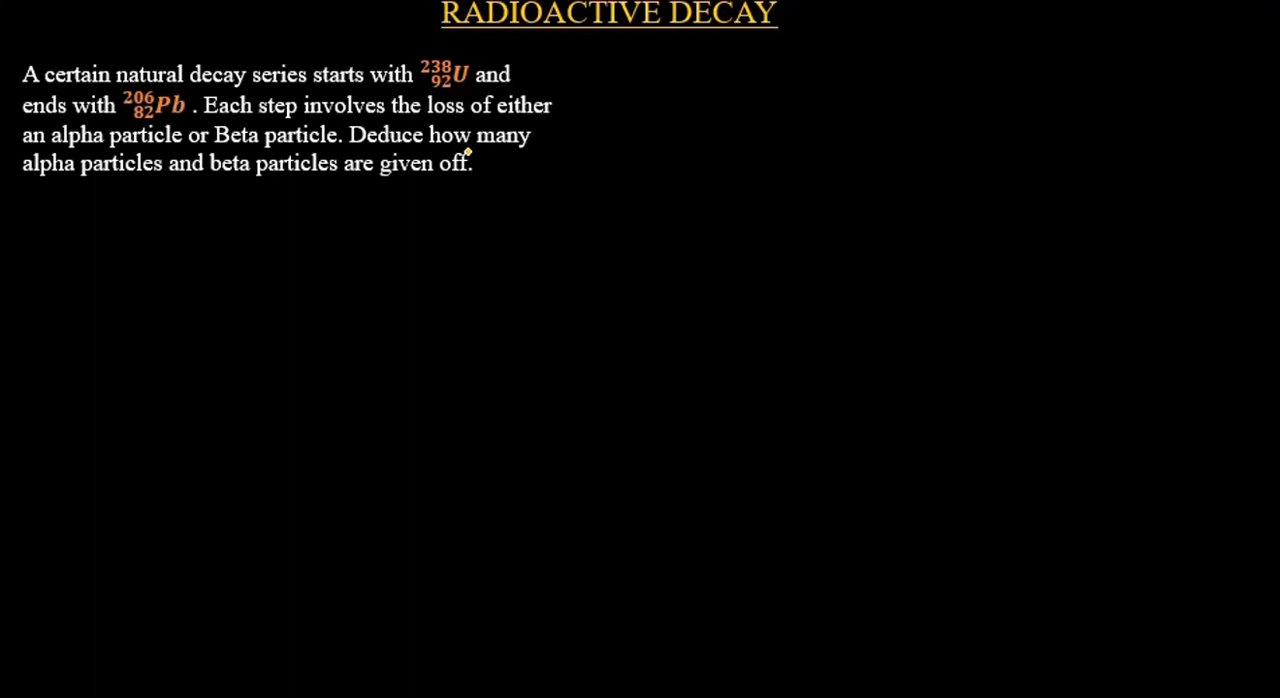 RADIOACTIVE DECAY
A certain natural decay series starts with ²³⁸₉₂U and
ends with ²⁰⁶₈₂Pb . Each step involves the loss of either
an alpha particle or Beta particle. Deduce how many
alpha particles and beta particles are given off.